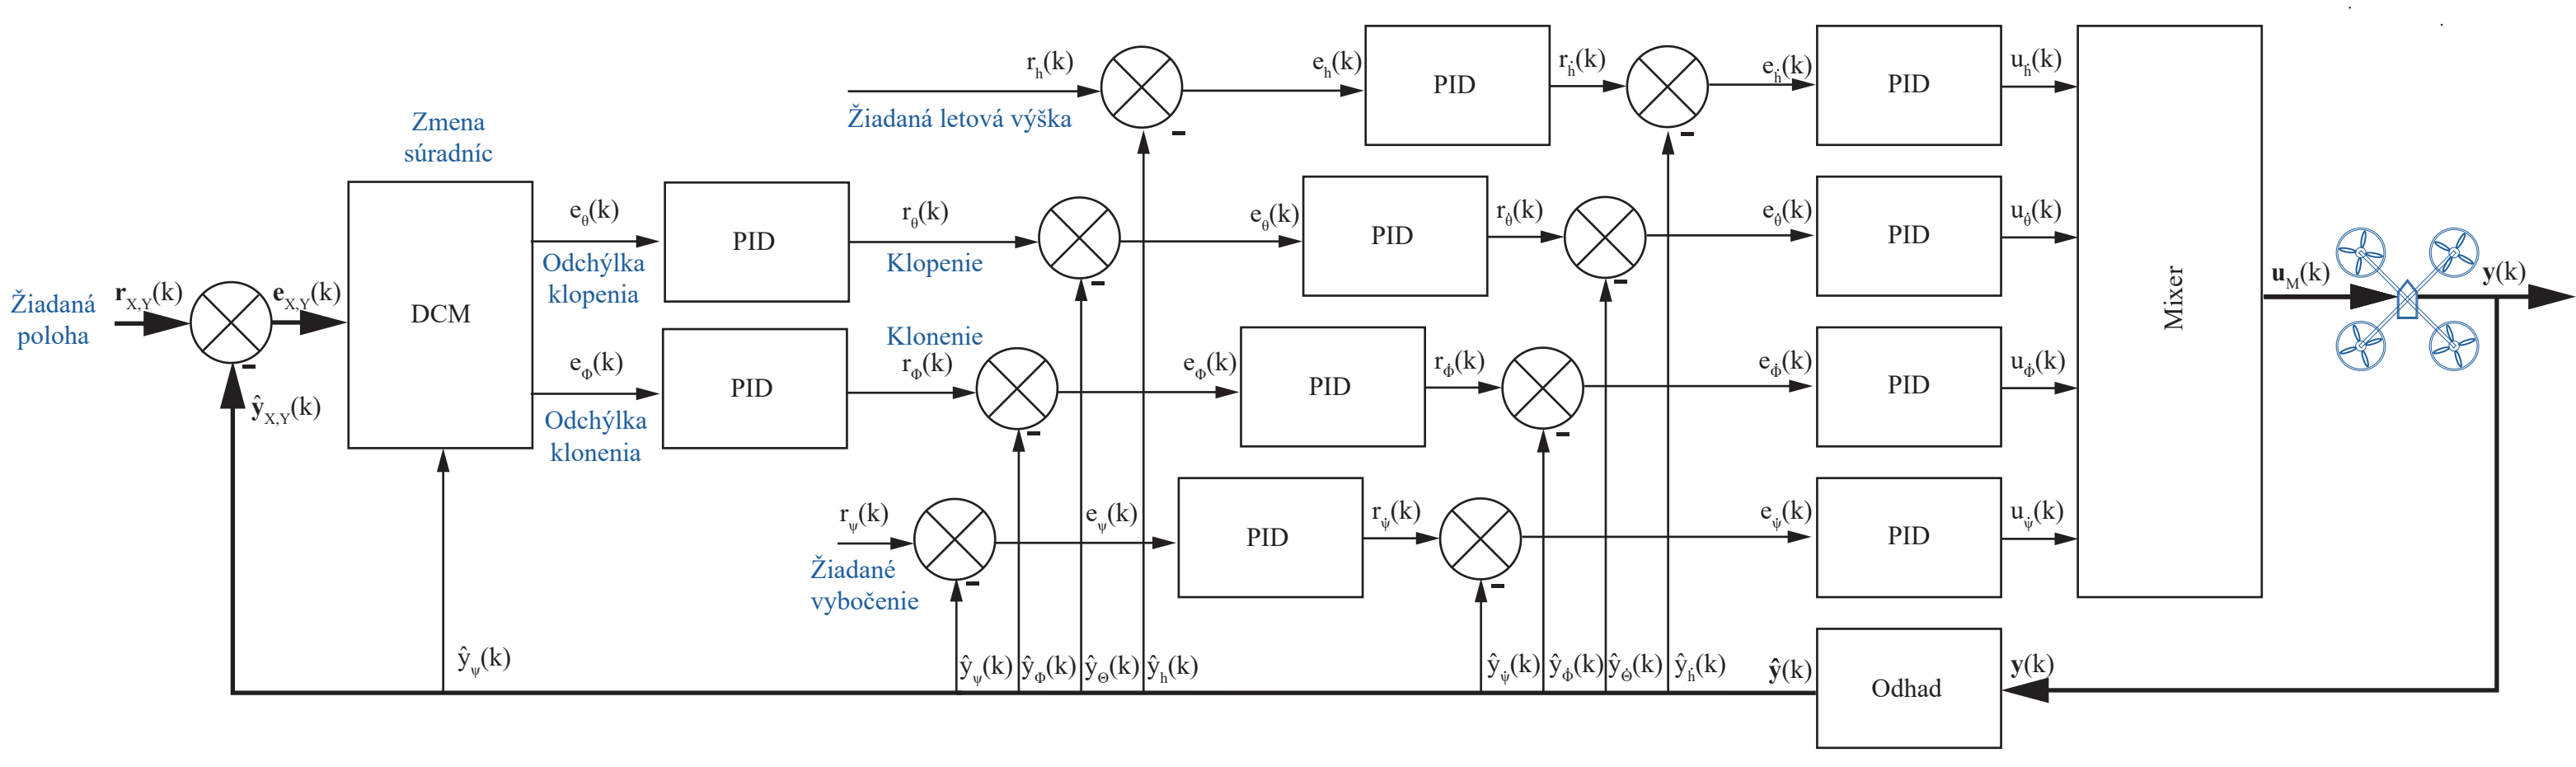 r_h(k)
Žiadaná letová výška
e_h(k)
PID
r_ḣ(k)
e_ḣ(k)
PID
u_ḣ(k)
Zmena
súradníc
DCM
e_θ(k)
Odchýlka
klopenia
PID
r_θ(k)
Klopenie
e_θ(k)
PID
r_θ̇(k)
e_θ̇(k)
PID
u_θ̇(k)
Mixer
u_M(k)
y(k)
Žiadaná
poloha
r_X,Y(k)
e_X,Y(k)
ŷ_X,Y(k)
e_Φ(k)
Odchýlka
klonenia
PID
Klonenie
r_Φ(k)
e_Φ(k)
PID
r_Φ̇(k)
e_Φ̇(k)
PID
u_Φ̇(k)
r_ψ(k)
Žiadané
vybočenie
e_ψ(k)
PID
r_ψ̇(k)
e_ψ̇(k)
PID
u_ψ̇(k)
ŷ_ψ(k)
ŷ_ψ(k)
ŷ_Φ(k)
ŷ_Θ(k)
ŷ_h(k)
ŷ_ψ̇(k)
ŷ_Φ̇(k)
ŷ_Θ̇(k)
ŷ_ḣ(k)
ŷ(k)
Odhad
y(k)